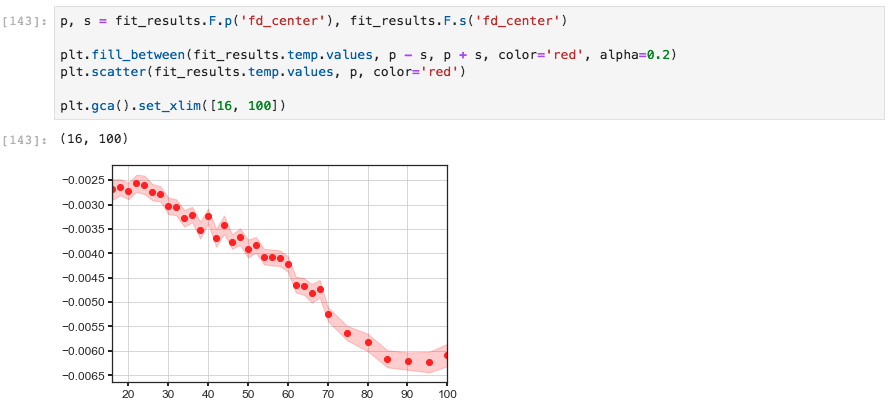 [143]: p, s = fit_results.F.p('fd_center'), fit_results.F.s('fd_center')
plt.fill_between(fit_results.temp.values, p - s, p + s, color='red', alpha=0.2)
plt.scatter(fit_results.temp.values, p, color='red')
plt.gca().set_xlim([16, 100])
[143]: (16, 100)
−0.0025
−0.0030
−0.0035
−0.0040
−0.0045
−0.0050
−0.0055
−0.0060
−0.0065
20 30 40 50 60 70 80 90 100